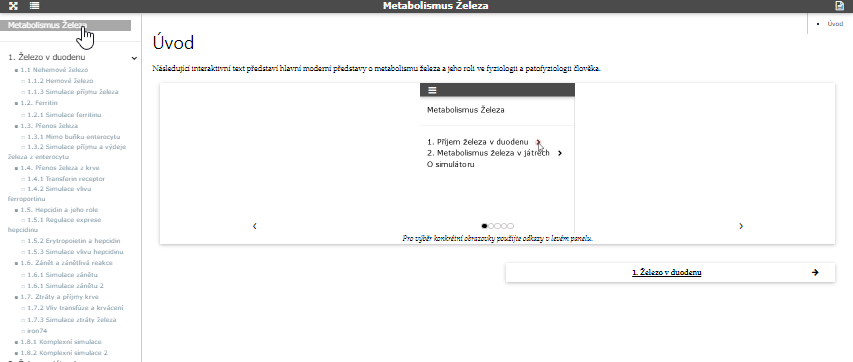 Metabolismus Železa
Metabolismus Železa
1. Železo v duodenu
1.1 Nehemové železo
1.1.2 Hemové železo
1.1.3 Simulace příjmu železa
1.2. Ferritin
1.2.1 Simulace ferritinu
1.3. Přenos železa
1.3.1 Mimo buňku enterocytu
1.3.2 Simulace příjmu a výdeje
železa z enterocytu
1.4. Přenos železa z krve
1.4.1 Transferin receptor
1.4.2 Simulace vlivu
ferroportinu
1.5. Hepcidin a jeho role
1.5.1 Regulace exprese
hepcidinu
1.5.2 Erytropoietin a hepcidin
1.5.3 Simulace vlivu hepcidinu
1.6. Zánět a zánětlivá reakce
1.6.1 Simulace zánětu
1.6.1 Simulace zánětu 2
1.7. Ztráty a příjmy krve
1.7.2 Vliv transfúze a krvácení
1.7.3 Simulace ztráty železa
iron74
1.8.1 Komplexní simulace
1.8.2 Komplexní simulace 2
Úvod
Následující interaktivní text představí hlavní moderní představy o metabolismu železa a jeho roli ve fyziologii a patofyziologii člověka.
Metabolismus Železa
1. Příjem železa v duodenu
2. Metabolismus železa v játrech
O simulátoru
Pro výběr konkrétní obrazovky použijte odkazy v levém panelu.
1. Železo v duodenu
Úvod